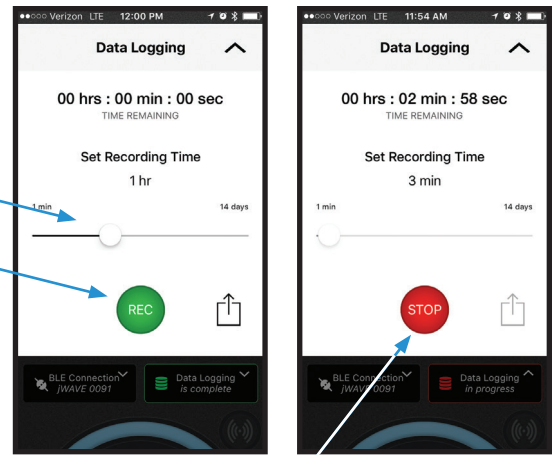 Verizon LTE 12:00 PM
Data Logging
00 hrs : 00 min : 00 sec
TIME REMAINING
Set Recording Time
1 hr
1 min 14 days
REC
BLE Connection
jWAVE 0091
Data Logging
is complete
Verizon LTE 11:54 AM
Data Logging
00 hrs : 02 min : 58 sec
TIME REMAINING
Set Recording Time
3 min
1 min 14 days
STOP
BLE Connection
jWAVE 0091
Data Logging
in progress